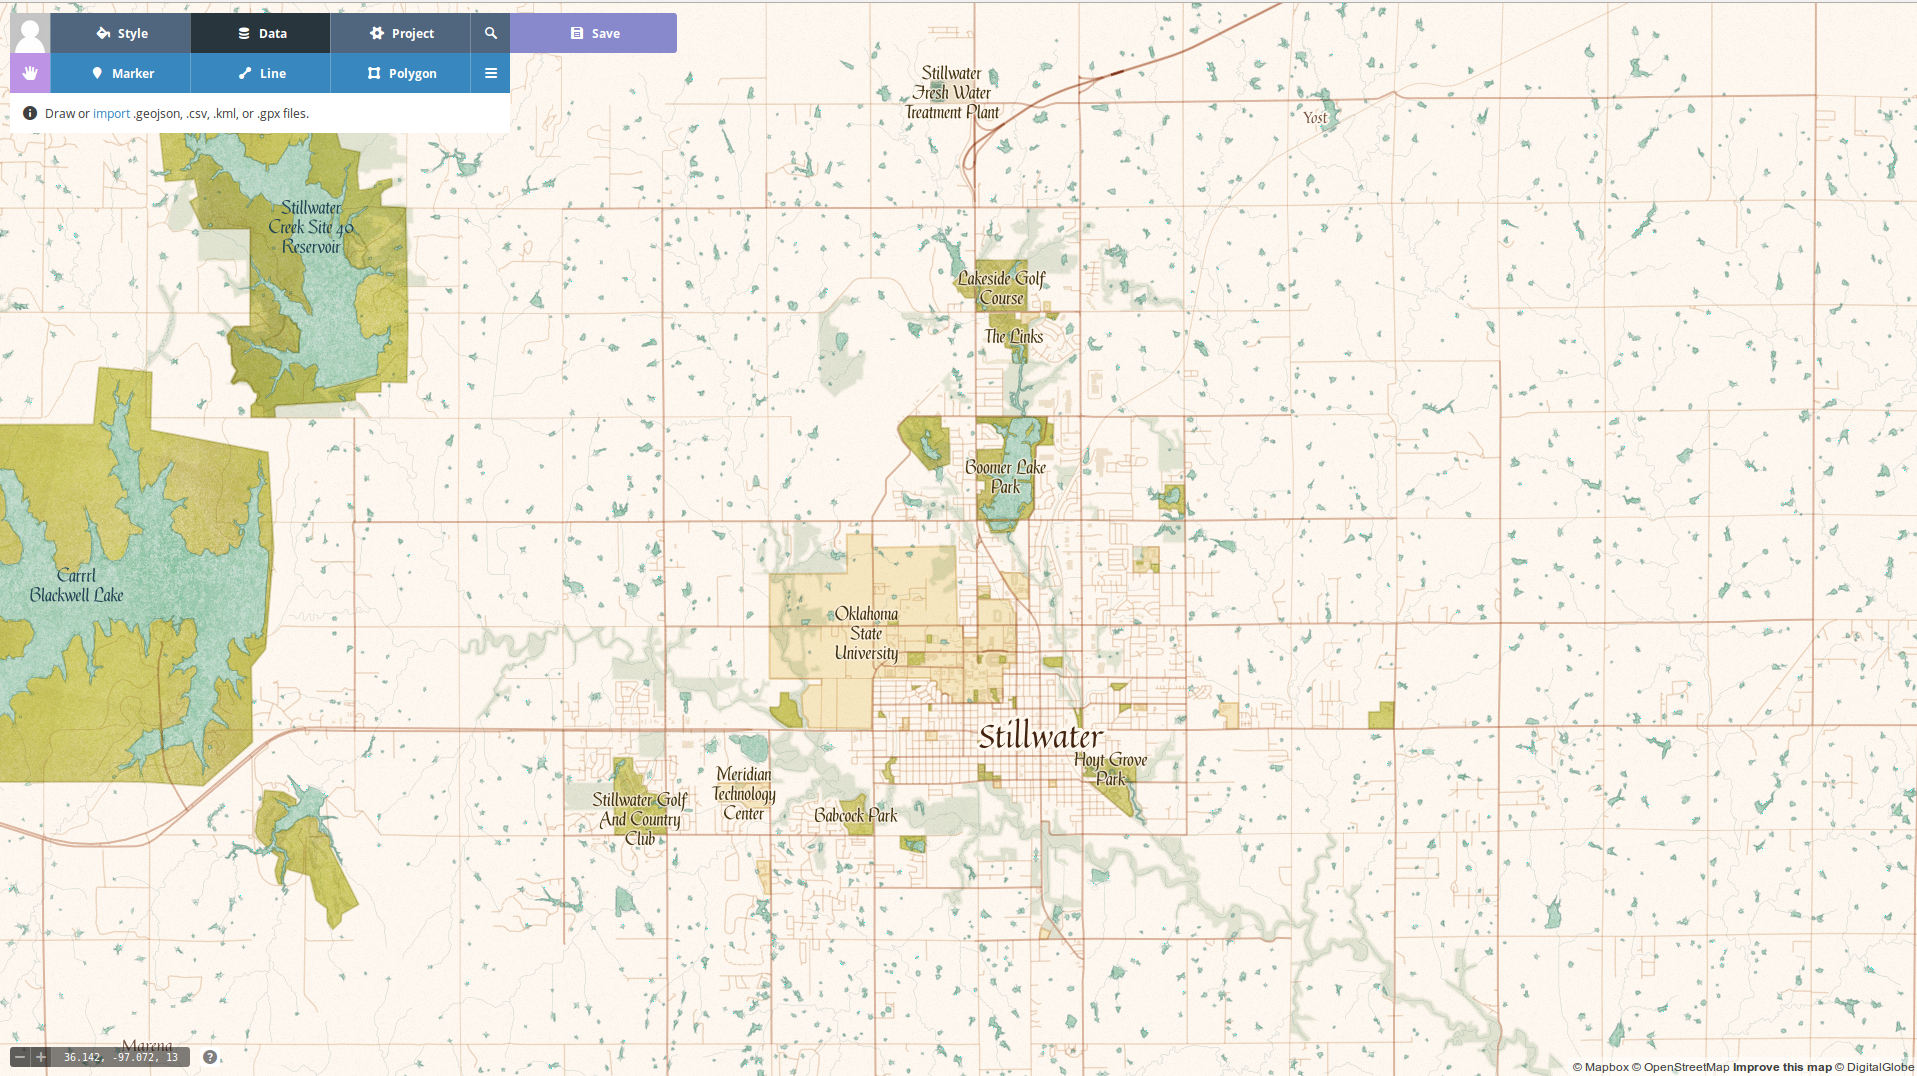 Style
Data
Project
Save
Marker
Line
Polygon
Draw or import .geojson, .csv, .kml, or .gpx files.
Stillwater
Fresh Water
Treatment Plant
Yost
Stillwater
Creek Site 40
Reservoir
Lakeside Golf
Course
The Links
Boomer Lake
Park
Carrrl
Blackwell Lake
Oklahoma
State
University
Stillwater
Hoyt Grove
Park
Meridian
Technology
Center
Stillwater Golf
And Country
Club
Babcock Park
Marena
36.142, -97.072, 13
?
© Mapbox © OpenStreetMap Improve this map © DigitalGlobe